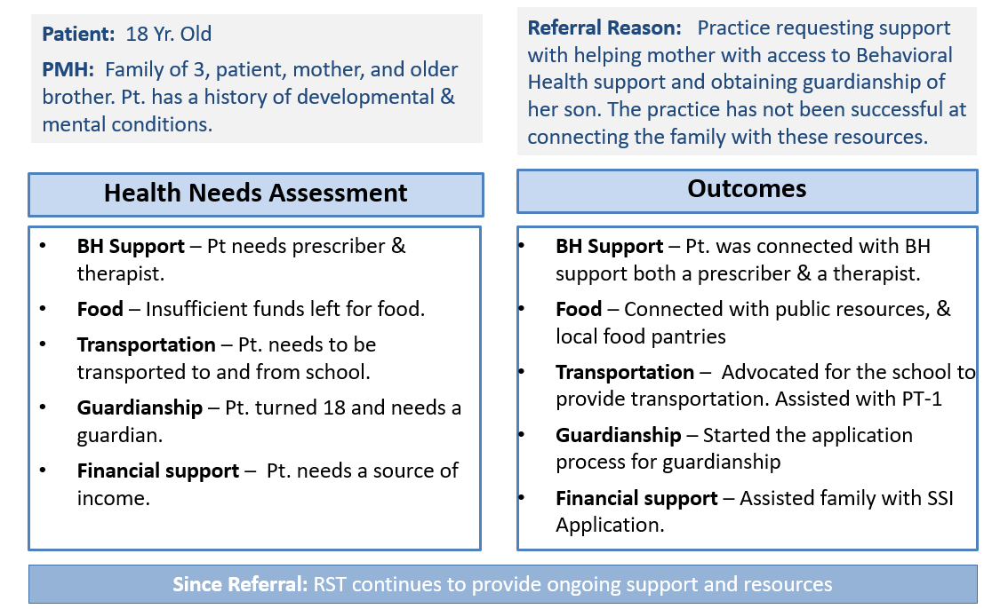 Patient:  18 Yr. Old
PMH:  Family of 3, patient, mother, and older
brother. Pt. has a history of developmental &
mental conditions.
Referral Reason:   Practice requesting support
with helping mother with access to Behavioral
Health support and obtaining guardianship of
her son. The practice has not been successful at
connecting the family with these resources.
Health Needs Assessment
• BH Support – Pt needs prescriber &
therapist.
• Food – Insufficient funds left for food.
• Transportation – Pt. needs to be
transported to and from school.
• Guardianship – Pt. turned 18 and needs a
guardian.
• Financial support –  Pt. needs a source of
income.
Outcomes
• BH Support – Pt. was connected with BH
support both a prescriber & a therapist.
• Food – Connected with public resources, &
local food pantries
• Transportation –  Advocated for the school to
provide transportation. Assisted with PT-1
• Guardianship – Started the application
process for guardianship
• Financial support – Assisted family with SSI
Application.
Since Referral: RST continues to provide ongoing support and resources